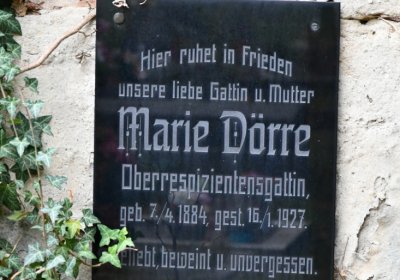 Hier ruhet in Frieden
unsere liebe Gattin u. Mutter
Marie Dörre
Oberrespizientensgattin,
geb. 7/4. 1884, gest. 16/1. 1927.
beweint u. unvergessen.